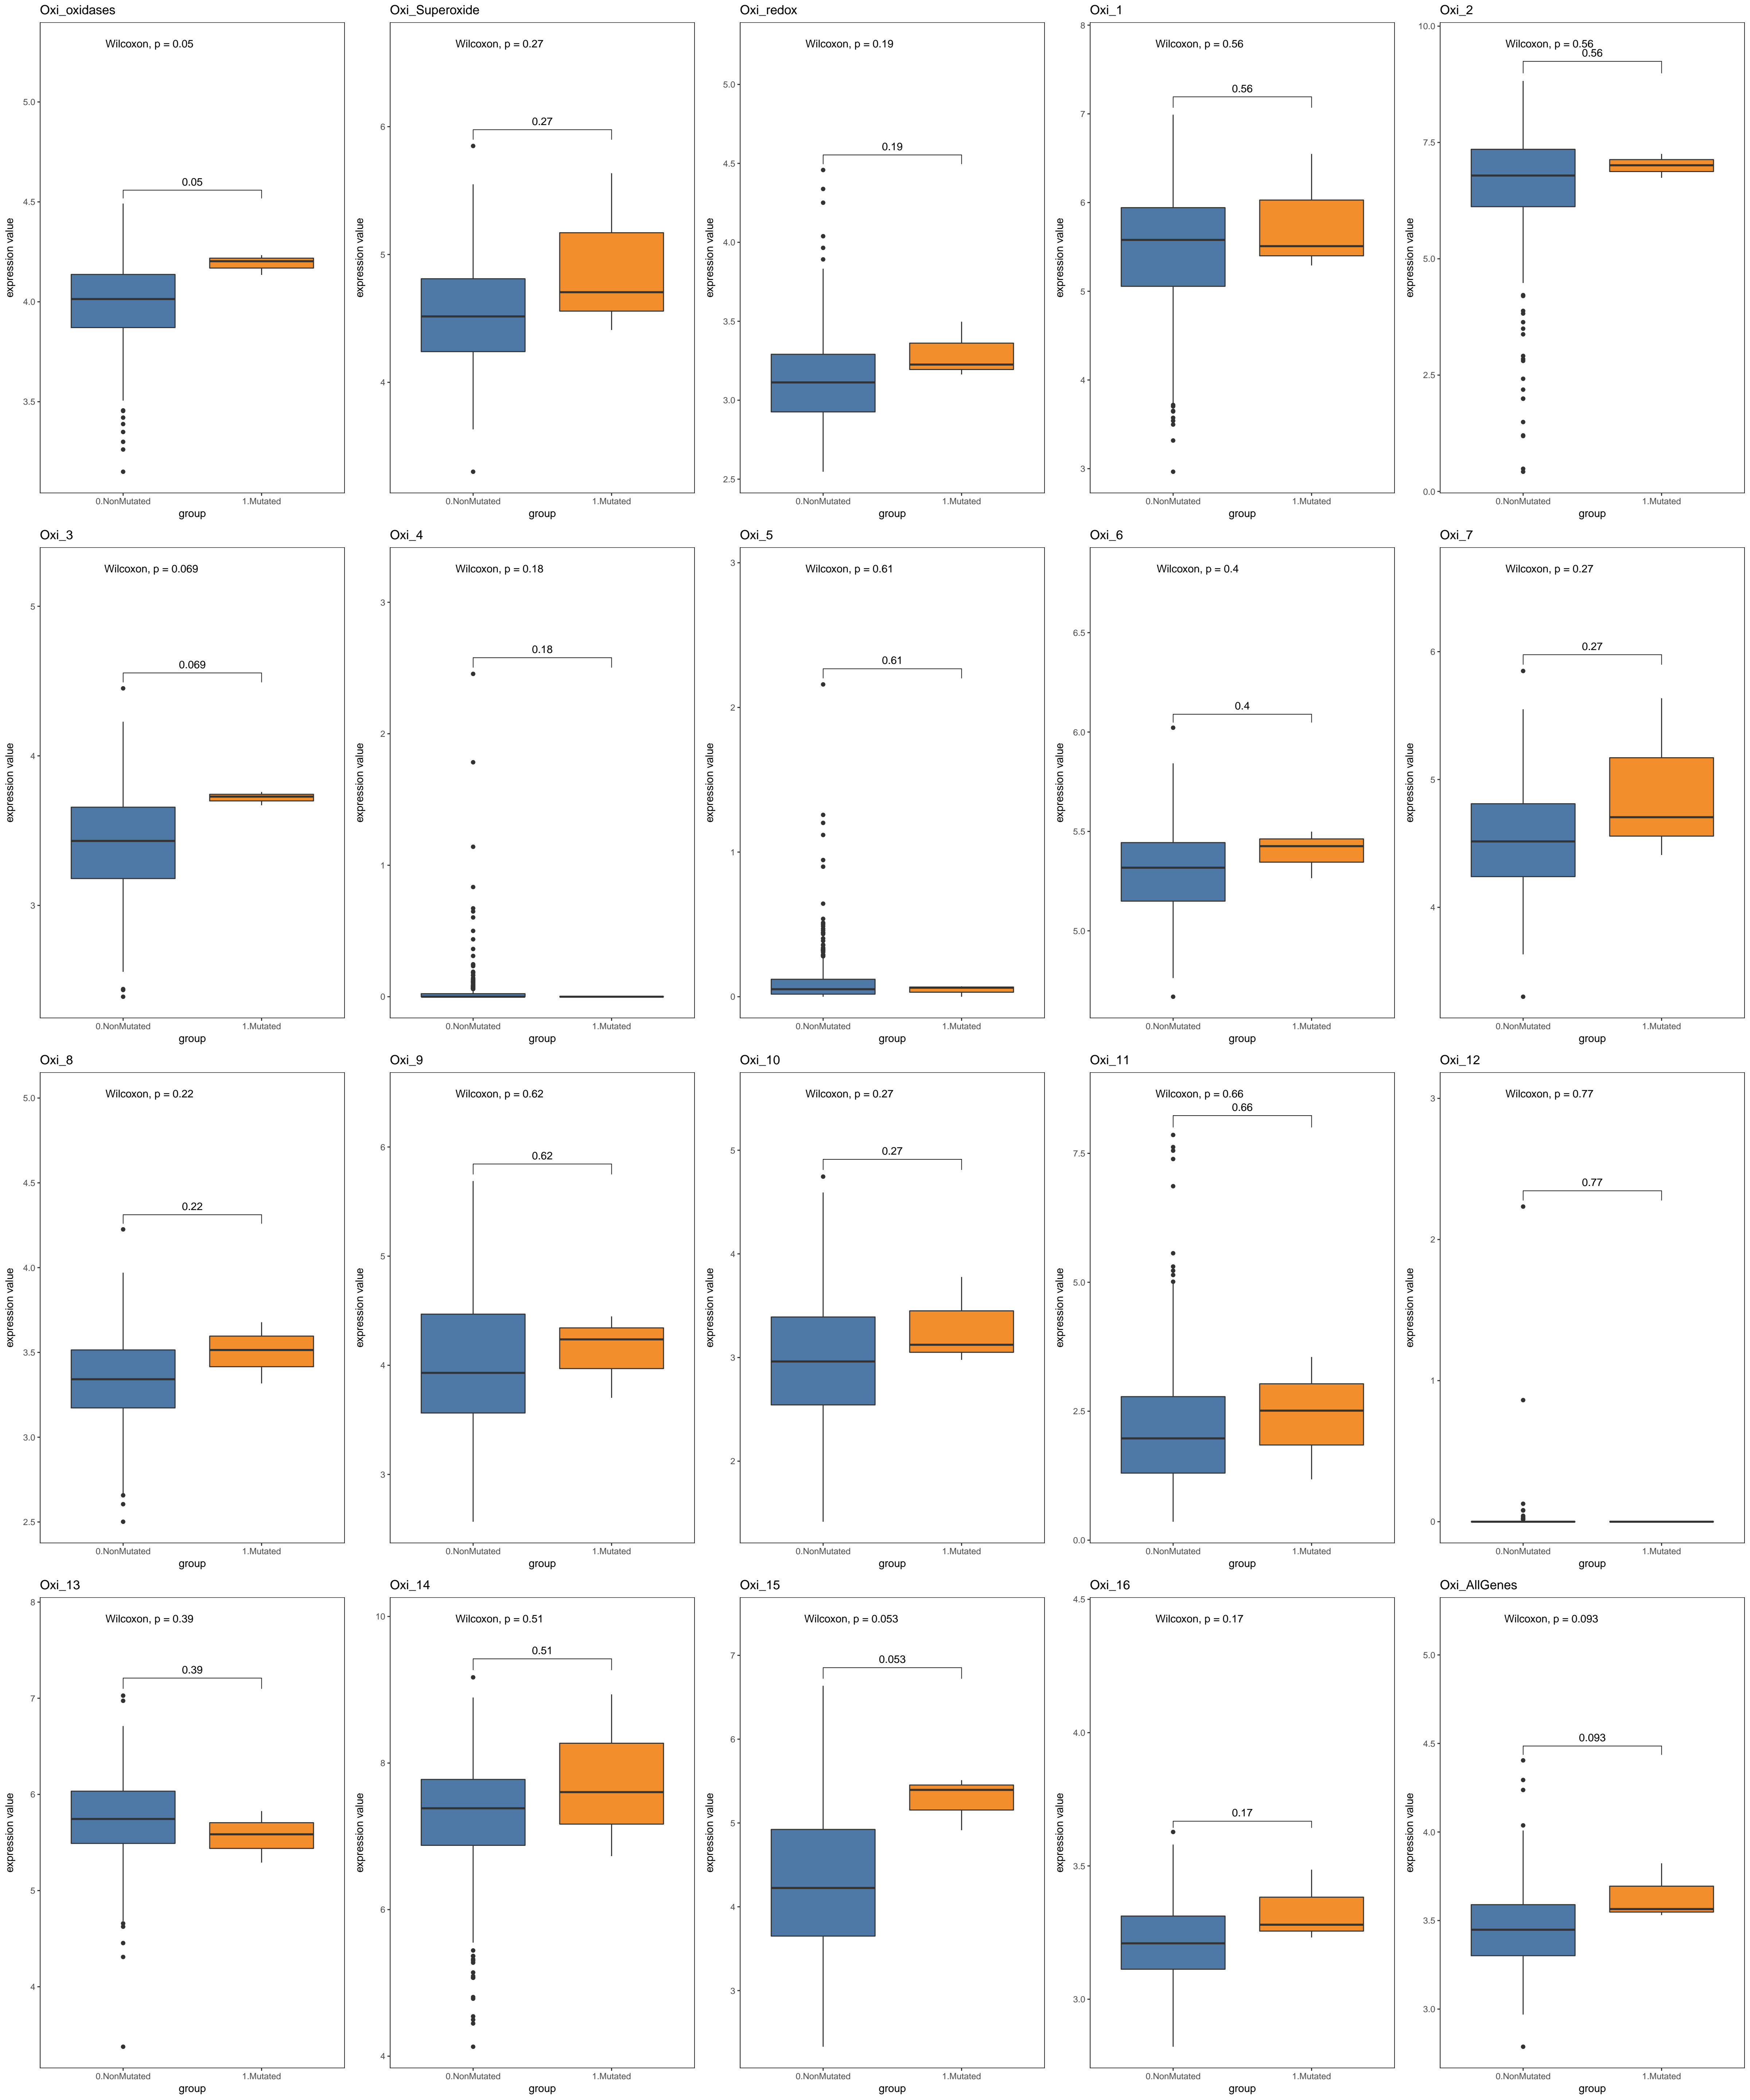 Oxi_oxidases
Wilcoxon, p = 0.05
0.05
5.0
4.5
4.0
3.5
expression value
0.NonMutated 1.Mutated
group
Oxi_Superoxide
Wilcoxon, p = 0.27
0.27
6
5
4
expression value
0.NonMutated 1.Mutated
group
Oxi_redox
Wilcoxon, p = 0.19
0.19
5.0
4.5
4.0
3.5
3.0
2.5
expression value
0.NonMutated 1.Mutated
group
Oxi_1
Wilcoxon, p = 0.56
0.56
8
7
6
5
4
3
expression value
0.NonMutated 1.Mutated
group
Oxi_2
Wilcoxon, p = 0.56
0.56
10.0
7.5
5.0
2.5
0.0
expression value
0.NonMutated 1.Mutated
group
Oxi_3
Wilcoxon, p = 0.069
0.069
5
4
3
expression value
0.NonMutated 1.Mutated
group
Oxi_4
Wilcoxon, p = 0.18
0.18
3
2
1
0
expression value
0.NonMutated 1.Mutated
group
Oxi_5
Wilcoxon, p = 0.61
0.61
3
2
1
0
expression value
0.NonMutated 1.Mutated
group
Oxi_6
Wilcoxon, p = 0.4
0.4
6.5
6.0
5.5
5.0
expression value
0.NonMutated 1.Mutated
group
Oxi_7
Wilcoxon, p = 0.27
0.27
6
5
4
expression value
0.NonMutated 1.Mutated
group
Oxi_8
Wilcoxon, p = 0.22
0.22
5.0
4.5
4.0
3.5
3.0
2.5
expression value
0.NonMutated 1.Mutated
group
Oxi_9
Wilcoxon, p = 0.62
0.62
6
5
4
3
expression value
0.NonMutated 1.Mutated
group
Oxi_10
Wilcoxon, p = 0.27
0.27
5
4
3
2
expression value
0.NonMutated 1.Mutated
group
Oxi_11
Wilcoxon, p = 0.66
0.66
7.5
5.0
2.5
0.0
expression value
0.NonMutated 1.Mutated
group
Oxi_12
Wilcoxon, p = 0.77
0.77
3
2
1
0
expression value
0.NonMutated 1.Mutated
group
Oxi_13
Wilcoxon, p = 0.39
0.39
8
7
6
5
4
expression value
0.NonMutated 1.Mutated
group
Oxi_14
Wilcoxon, p = 0.51
0.51
10
8
6
4
expression value
0.NonMutated 1.Mutated
group
Oxi_15
Wilcoxon, p = 0.053
0.053
7
6
5
4
3
expression value
0.NonMutated 1.Mutated
group
Oxi_16
Wilcoxon, p = 0.17
0.17
4.5
4.0
3.5
3.0
expression value
0.NonMutated 1.Mutated
group
Oxi_AllGenes
Wilcoxon, p = 0.093
0.093
5.0
4.5
4.0
3.5
3.0
expression value
0.NonMutated 1.Mutated
group